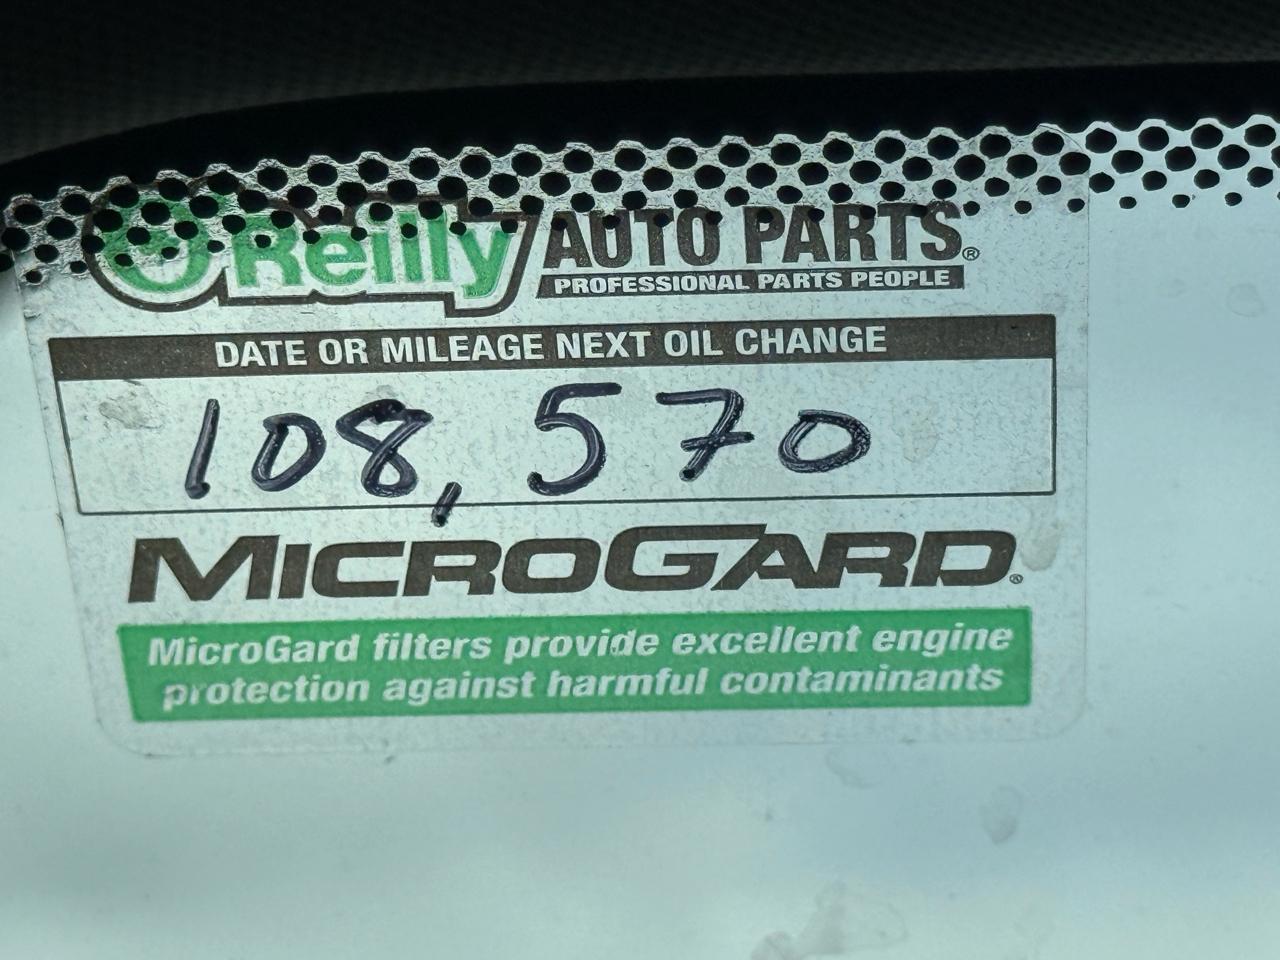 O'Reilly AUTO PARTS®
PROFESSIONAL PARTS PEOPLE
DATE OR MILEAGE NEXT OIL CHANGE
108,570
MICROGARD®
MicroGard filters provide excellent engine
protection against harmful contaminants